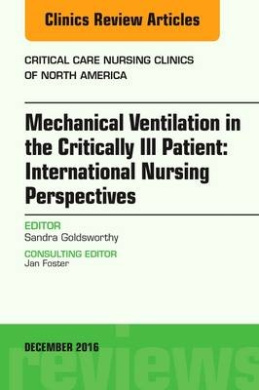 Clinics Review Articles
CRITICAL CARE NURSING CLINICS
OF NORTH AMERICA
Mechanical Ventilation in
the Critically Ill Patient:
International Nursing
Perspectives
EDITOR
Sandra Goldsworthy
CONSULTING EDITOR
Jan Foster
DECEMBER 2016
reviews